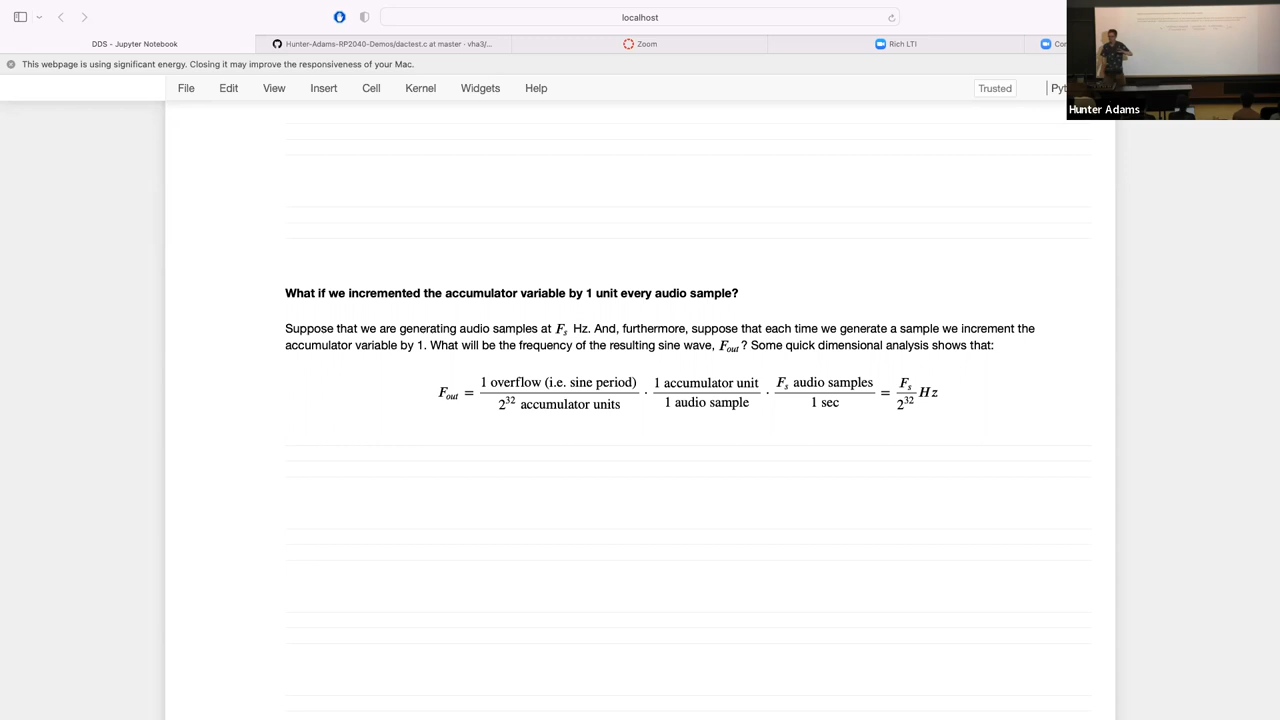 localhost
DDS - Jupyter Notebook
Hunter-Adams-RP2040-Demos/dactest.c at master · vha3/...
Zoom
Rich LTI
This webpage is using significant energy. Closing it may improve the responsiveness of your Mac.
File Edit View Insert Cell Kernel Widgets Help
Trusted
Hunter Adams
What if we incremented the accumulator variable by 1 unit every audio sample?
Suppose that we are generating audio samples at F_s Hz. And, furthermore, suppose that each time we generate a sample we increment the
accumulator variable by 1. What will be the frequency of the resulting sine wave, F_out? Some quick dimensional analysis shows that:
F_out = 1 overflow (i.e. sine period) / 2^32 accumulator units · 1 accumulator unit / 1 audio sample · F_s audio samples / 1 sec = F_s / 2^32 Hz